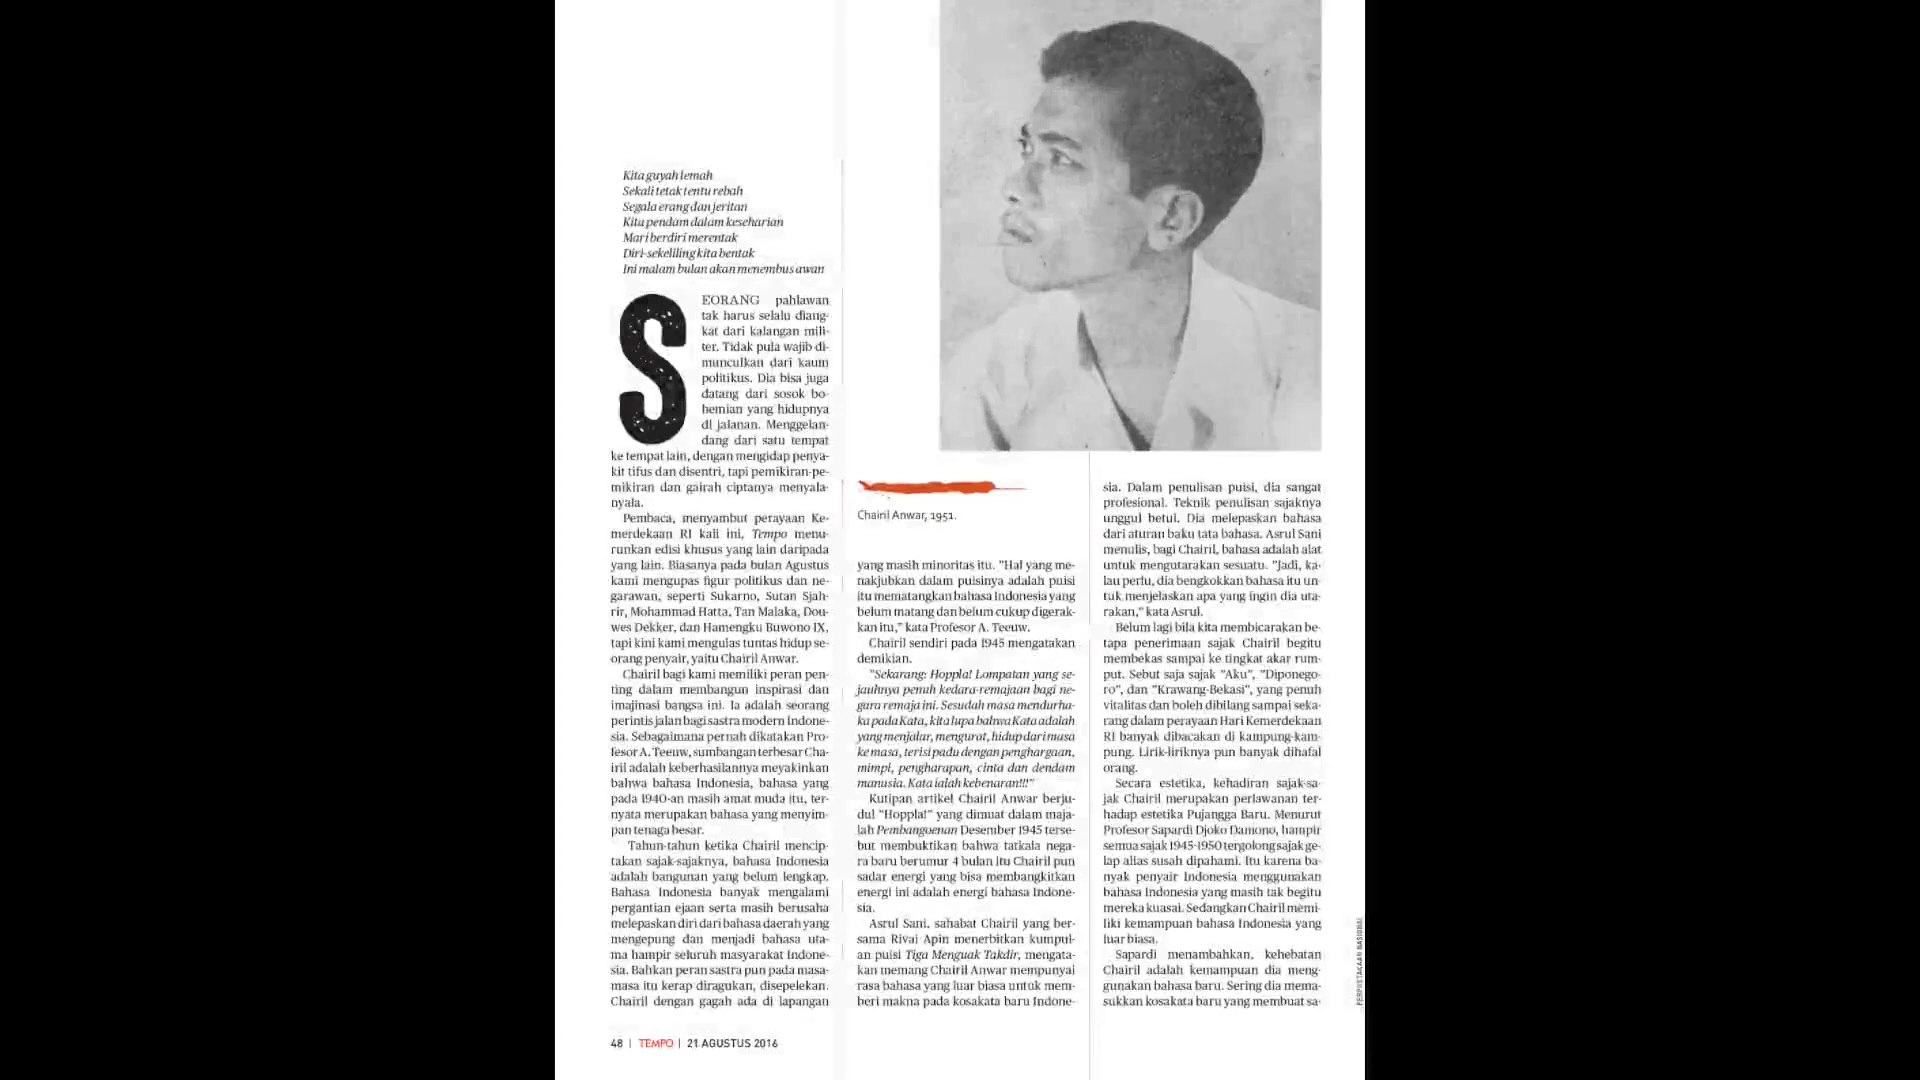 Kita guyah lemah
Sekali tetak tentu rebah
Segala erang dan jeritan
Kita pendam dalam keseharian
Mari berdiri merentak
Diri-sekeliling kita bentak
Ini malam bulan akan menembus awan
SEORANG pahlawan
tak harus selalu diang-
kat dari kalangan mili-
ter. Tidak pula wajib di-
munculkan dari kaum
politikus. Dia bisa juga
datang dari sosok bo-
hemian yang hidupnya
di jalanan. Menggelan-
dang dari satu tempat
ke tempat lain, dengan mengidap penya-
kit tifus dan disentri, tapi pemikiran-pe-
mikiran dan gairah ciptanya menyala-
nyala.
Pembaca, menyambut perayaan Ke-
merdekaan RI kali ini, Tempo menu-
runkan edisi khusus yang lain daripada
yang lain. Biasanya pada bulan Agustus
kami mengupas figur politikus dan ne-
garawan, seperti Sukarno, Sutan Sjah-
rir, Mohammad Hatta, Tan Malaka, Dou-
wes Dekker, dan Hamengku Buwono IX,
tapi kini kami mengulas tuntas hidup se-
orang penyair, yaitu Chairil Anwar.
Chairil bagi kami memiliki peran pen-
ting dalam membangun inspirasi dan
imajinasi bangsa ini. Ia adalah seorang
perintis jalan bagi sastra modern Indone-
sia. Sebagaimana pernah dikatakan Pro-
fesor A. Teeuw, sumbangan terbesar Cha-
iril adalah keberhasilannya meyakinkan
bahwa bahasa Indonesia, bahasa yang
pada 1940-an masih amat muda itu, ter-
nyata merupakan bahasa yang menyim-
pan tenaga besar.
Tahun-tahun ketika Chairil mencip-
takan sajak-sajaknya, bahasa Indonesia
adalah bangunan yang belum lengkap.
Bahasa Indonesia banyak mengalami
pergantian ejaan serta masih berusaha
melepaskan diri dari bahasa daerah yang
mengepung dan menjadi bahasa uta-
ma hampir seluruh masyarakat Indone-
sia. Bahkan peran sastra pun pada masa-
masa itu kerap diragukan, disepelekan.
Chairil dengan gagah ada di lapangan
Chairil Anwar, 1951.
yang masih minoritas itu. "Hal yang me-
nakjubkan dalam puisinya adalah puisi
itu mematangkan bahasa Indonesia yang
belum matang dan belum cukup digerak-
kan itu," kata Profesor A. Teeuw.
Chairil sendiri pada 1945 mengatakan
demikian.
"Sekarang: Hoppla! Lompatan yang se-
jauhnya penuh kedara-remajaan bagi ne-
gara remaja ini. Sesudah masa mendurha-
ka pada Kata, kita lupa bahwa Kata adalah
yang menjalar, mengurat, hidup dari masa
ke masa, terisi padu dengan penghargaan,
mimpi, pengharapan, cinta dan dendam
manusia. Kata ialah kebenaran!!!"
Kutipan artikel Chairil Anwar berju-
dul "Hoppla!" yang dimuat dalam maja-
lah Pembangoenan Desember 1945 terse-
but membuktikan bahwa tatkala nega-
ra baru berumur 4 bulan itu Chairil pun
sadar energi yang bisa membangkitkan
energi ini adalah energi bahasa Indone-
sia.
Asrul Sani, sahabat Chairil yang ber-
sama Rivai Apin menerbitkan kumpul-
an puisi Tiga Menguak Takdir, mengata-
kan memang Chairil Anwar mempunyai
rasa bahasa yang luar biasa untuk mem-
beri makna pada kosakata baru Indone-
sia. Dalam penulisan puisi, dia sangat
profesional. Teknik penulisan sajaknya
unggul betul. Dia melepaskan bahasa
dari aturan baku tata bahasa. Asrul Sani
menulis, bagi Chairil, bahasa adalah alat
untuk mengutarakan sesuatu. "Jadi, ka-
lau perlu, dia bengkokkan bahasa itu un-
tuk menjelaskan apa yang ingin dia uta-
rakan," kata Asrul.
Belum lagi bila kita membicarakan be-
tapa penerimaan sajak Chairil begitu
membekas sampai ke tingkat akar rum-
put. Sebut saja sajak "Aku", "Diponego-
ro", dan "Krawang-Bekasi", yang penuh
vitalitas dan boleh dibilang sampai seka-
rang dalam perayaan Hari Kemerdekaan
RI banyak dibacakan di kampung-kam-
pung. Lirik-liriknya pun banyak dihafal
orang.
Secara estetika, kehadiran sajak-sa-
jak Chairil merupakan perlawanan ter-
hadap estetika Pujangga Baru. Menurut
Profesor Sapardi Djoko Damono, hampir
semua sajak 1945-1950 tergolong sajak ge-
lap alias susah dipahami. Itu karena ba-
nyak penyair Indonesia menggunakan
bahasa Indonesia yang masih tak begitu
mereka kuasai. Sedangkan Chairil memi-
liki kemampuan bahasa Indonesia yang
luar biasa.
Sapardi menambahkan, kehebatan
Chairil adalah kemampuan dia meng-
gunakan bahasa baru. Sering dia mema-
sukkan kosakata baru yang membuat sa-
PERPUSTAKAAN NASIONAL
48 | TEMPO | 21 AGUSTUS 2016